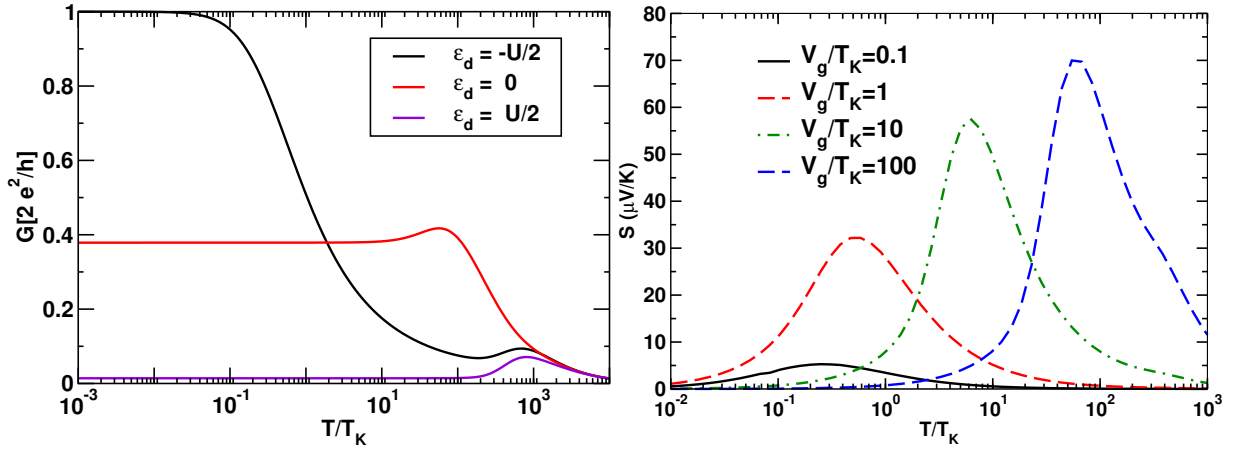 1
0.8
0.6
0.4
0.2
0
G[2 e²/h]
ε_d = -U/2
ε_d = 0
ε_d = U/2
10⁻³ 10⁻¹ 10¹ 10³
T/T_K
80
70
60
50
40
30
20
10
0
S (μV/K)
V_g/T_K=0.1
V_g/T_K=1
V_g/T_K=10
V_g/T_K=100
10⁻² 10⁻¹ 10⁰ 10¹ 10² 10³
T/T_K